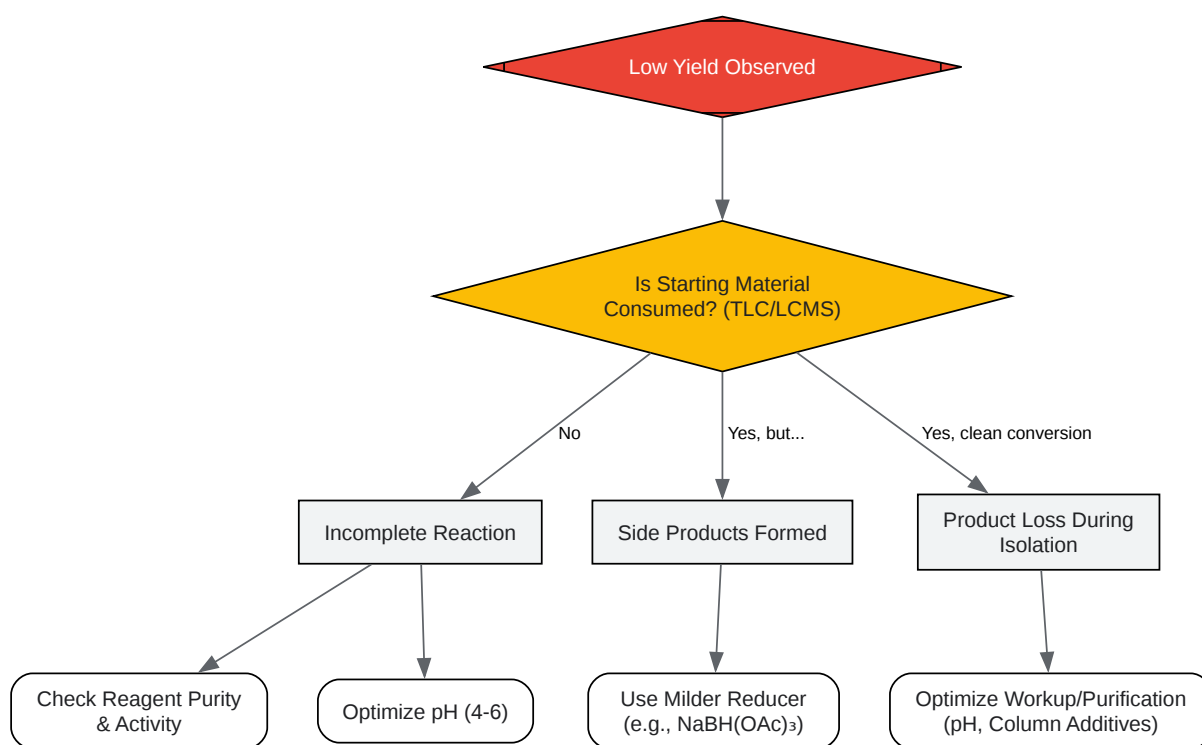 Low Yield Observed
Is Starting Material
Consumed? (TLC/LCMS)
No
Yes, but...
Yes, clean conversion
Incomplete Reaction
Side Products Formed
Product Loss During
Isolation
Check Reagent Purity
& Activity
Optimize pH (4-6)
Use Milder Reducer
(e.g., NaBH(OAc)₃)
Optimize Workup/Purification
(pH, Column Additives)